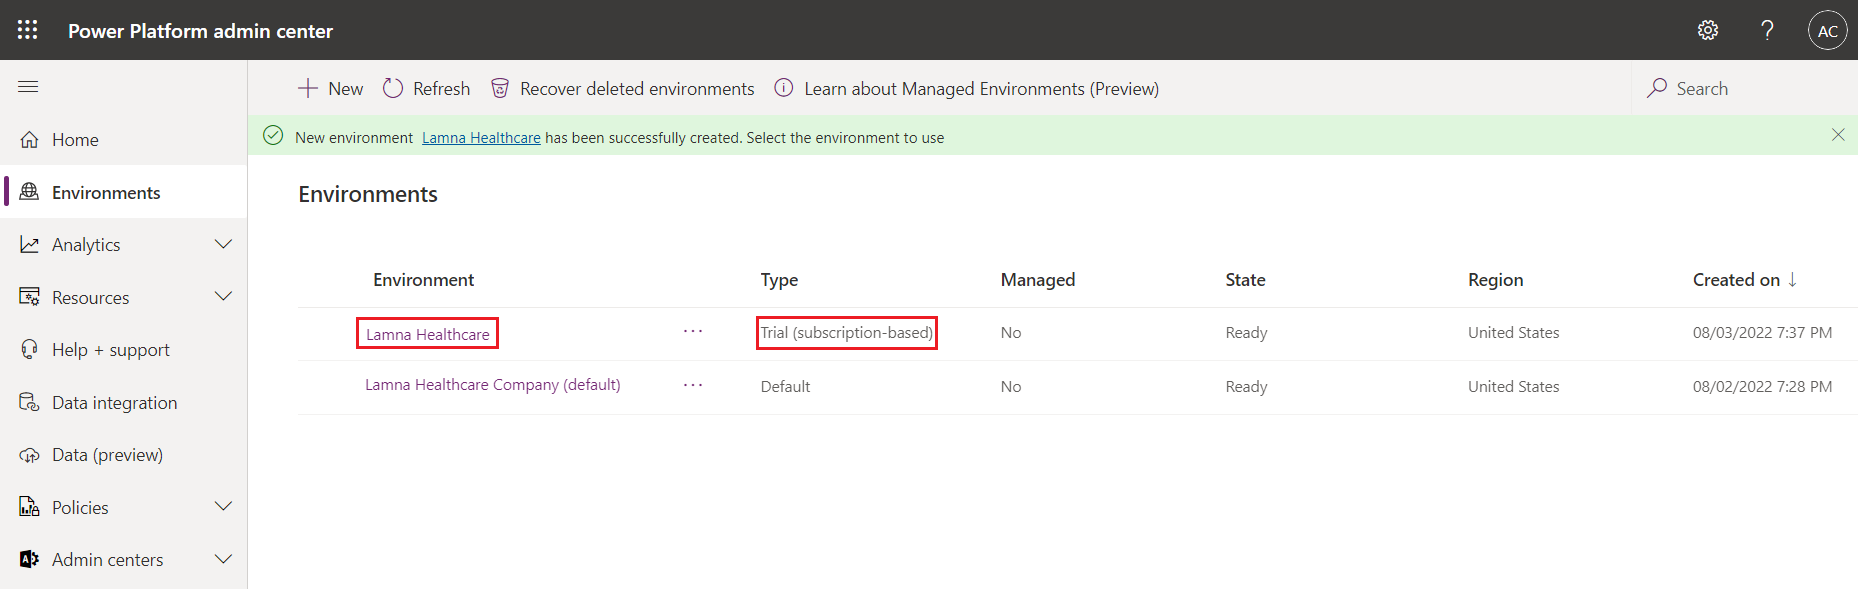 Power Platform admin center
?
AC
New
Refresh
Recover deleted environments
Learn about Managed Environments (Preview)
Search
New environment Lamna Healthcare has been successfully created. Select the environment to use
Home
Environments
Analytics
Resources
Help + support
Data integration
Data (preview)
Policies
Admin centers
Environments
Environment Type Managed State Region Created on ↓
Lamna Healthcare ... Trial (subscription-based) No Ready United States 08/03/2022 7:37 PM
Lamna Healthcare Company (default) ... Default No Ready United States 08/02/2022 7:28 PM